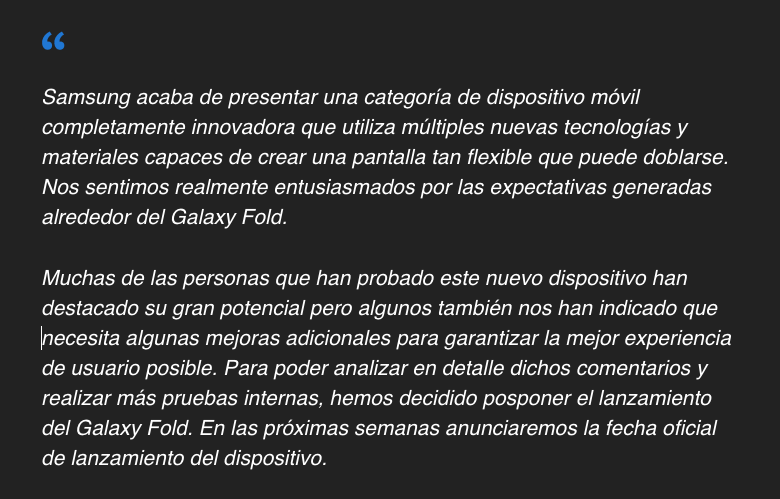 “
Samsung acaba de presentar una categoría de dispositivo móvil
completamente innovadora que utiliza múltiples nuevas tecnologías y
materiales capaces de crear una pantalla tan flexible que puede doblarse.
Nos sentimos realmente entusiasmados por las expectativas generadas
alrededor del Galaxy Fold.
Muchas de las personas que han probado este nuevo dispositivo han
destacado su gran potencial pero algunos también nos han indicado que
necesita algunas mejoras adicionales para garantizar la mejor experiencia
de usuario posible. Para poder analizar en detalle dichos comentarios y
realizar más pruebas internas, hemos decidido posponer el lanzamiento
del Galaxy Fold. En las próximas semanas anunciaremos la fecha oficial
de lanzamiento del dispositivo.